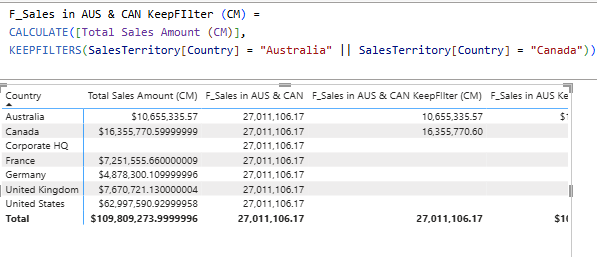 F_Sales in AUS & CAN KeepFIlter (CM) =
CALCULATE([Total Sales Amount (CM)],
KEEPFILTERS(SalesTerritory[Country] = "Australia" || SalesTerritory[Country] = "Canada"))
Country Total Sales Amount (CM) F_Sales in AUS & CAN F_Sales in AUS & CAN KeepFIlter (CM) F_Sales in AUS Ke
Australia $10,655,335.57 27,011,106.17 10,655,335.57 $1
Canada $16,355,770.59999999 27,011,106.17 16,355,770.60
Corporate HQ 27,011,106.17
France $7,251,555.660000009 27,011,106.17
Germany $4,878,300.109999996 27,011,106.17
United Kingdom $7,670,721.130000004 27,011,106.17
United States $62,997,590.92999958 27,011,106.17
Total $109,809,273.9999996 27,011,106.17 27,011,106.17 $10